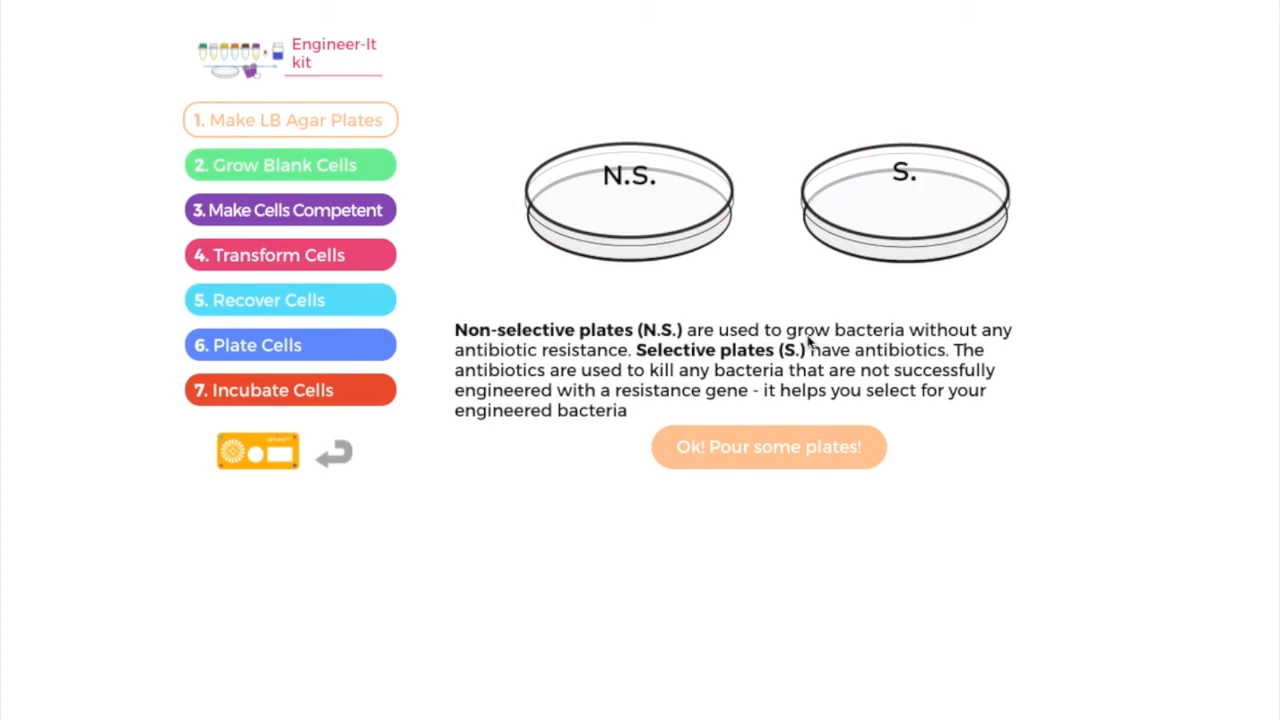 Engineer-It
kit
1. Make LB Agar Plates
2. Grow Blank Cells
3. Make Cells Competent
4. Transform Cells
5. Recover Cells
6. Plate Cells
7. Incubate Cells
N.S.
S.
Non-selective plates (N.S.) are used to grow bacteria without any
antibiotic resistance. Selective plates (S.) have antibiotics. The
antibiotics are used to kill any bacteria that are not successfully
engineered with a resistance gene - it helps you select for your
engineered bacteria
Ok! Pour some plates!